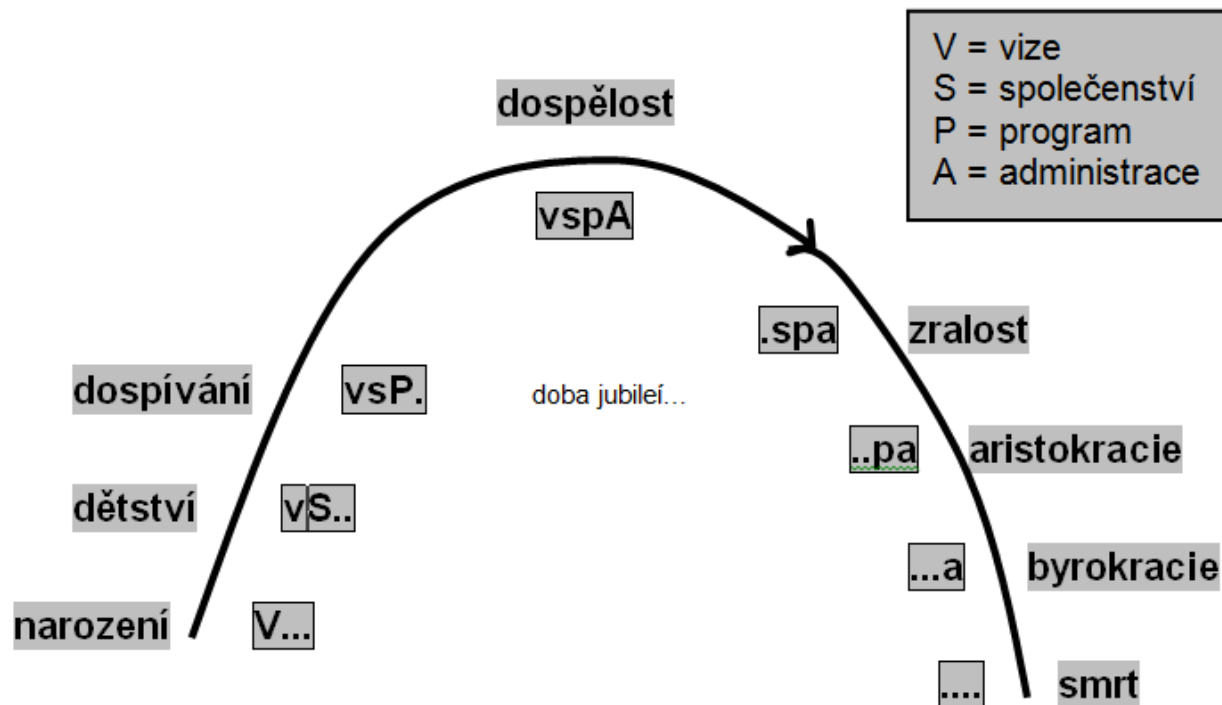 V = vize
S = společenství
P = program
A = administrace
dospělost
vspA
.spa zralost
dospívání vsP. doba jubileí...
..pa aristokracie
dětství vS..
...a byrokracie
narození V...
.... smrt